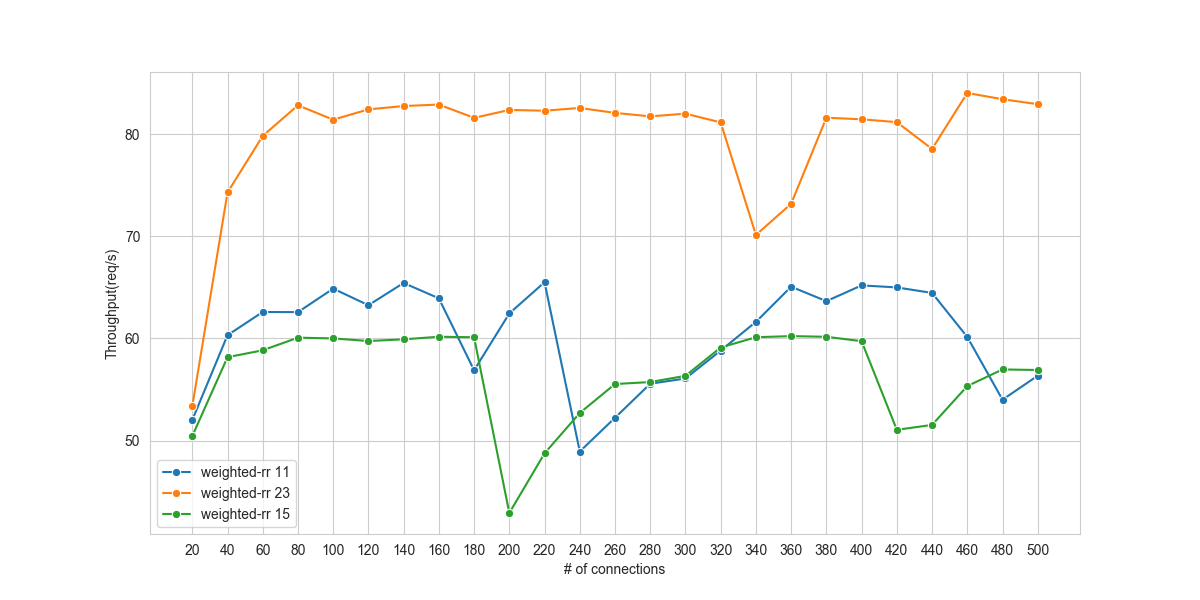 80
70
60
50
Throughput(req/s)
weighted-rr 11
weighted-rr 23
weighted-rr 15
20 40 60 80 100 120 140 160 180 200 220 240 260 280 300 320 340 360 380 400 420 440 460 480 500
# of connections